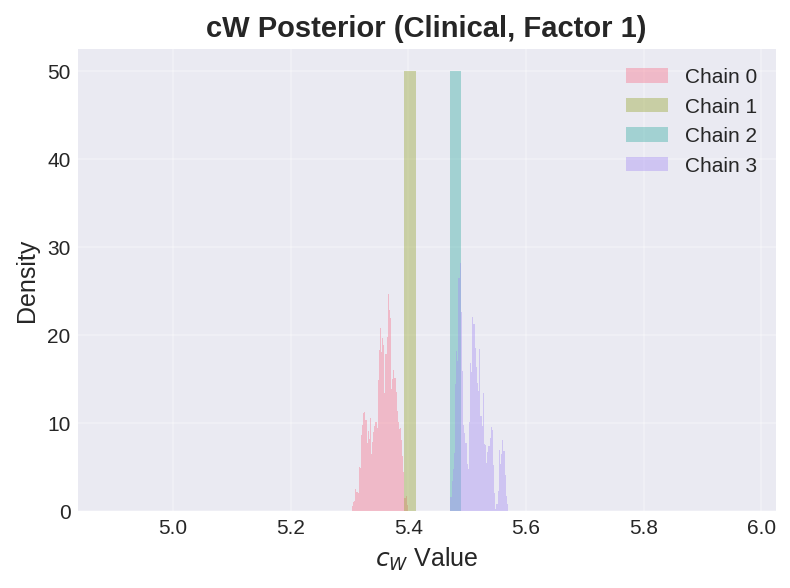 cW Posterior (Clinical, Factor 1)
Chain 0
Chain 1
Chain 2
Chain 3
Density
50
40
30
20
10
0
5.0 5.2 5.4 5.6 5.8 6.0
c_W Value